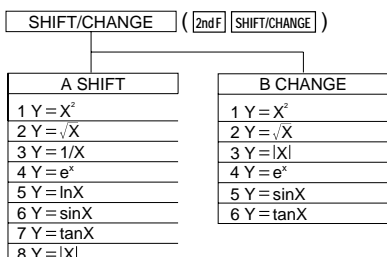 SHIFT/CHANGE ( 2ndF SHIFT/CHANGE )
A SHIFT
1 Y=X²
2 Y=√X
3 Y=1/X
4 Y=eˣ
5 Y=lnX
6 Y=sinX
7 Y=tanX
8 Y=|X|
B CHANGE
1 Y=X²
2 Y=√X
3 Y=|X|
4 Y=eˣ
5 Y=sinX
6 Y=tanX